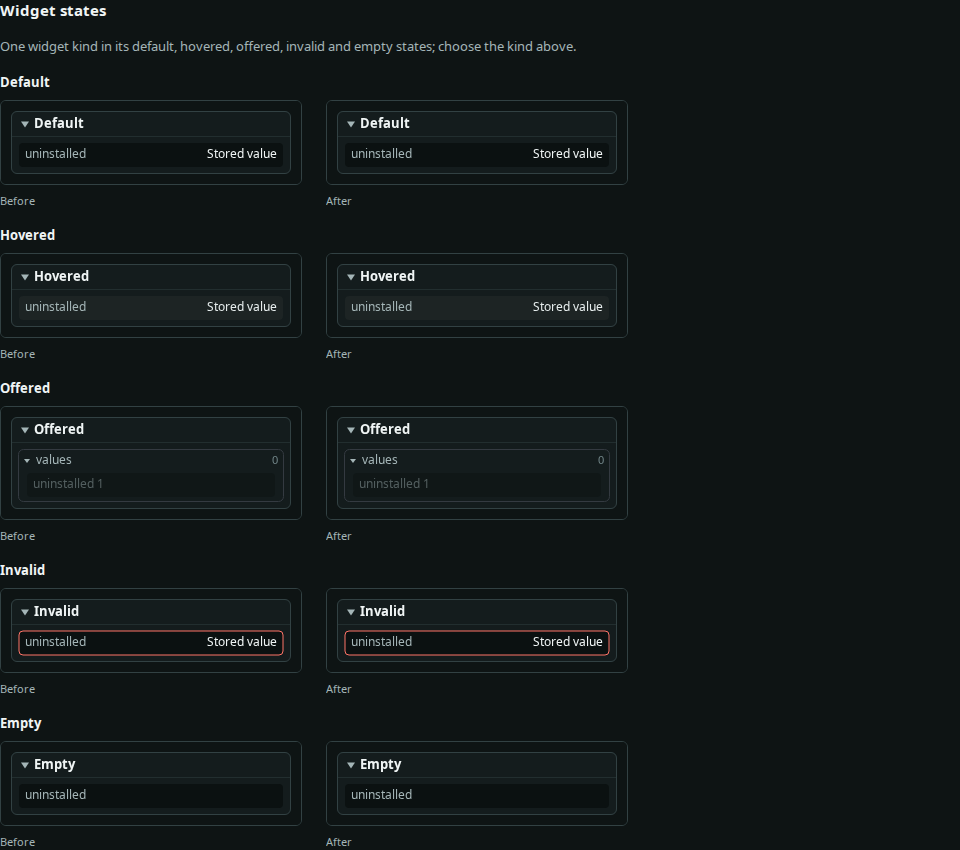 Widget states
One widget kind in its default, hovered, offered, invalid and empty states; choose the kind above.
Default
Default Default
uninstalled Stored value uninstalled Stored value
Before After
Hovered
Hovered Hovered
uninstalled Stored value uninstalled Stored value
Before After
Offered
Offered Offered
values 0 values 0
uninstalled 1 uninstalled 1
Before After
Invalid
Invalid Invalid
uninstalled Stored value uninstalled Stored value
Before After
Empty
Empty Empty
uninstalled uninstalled
Before After